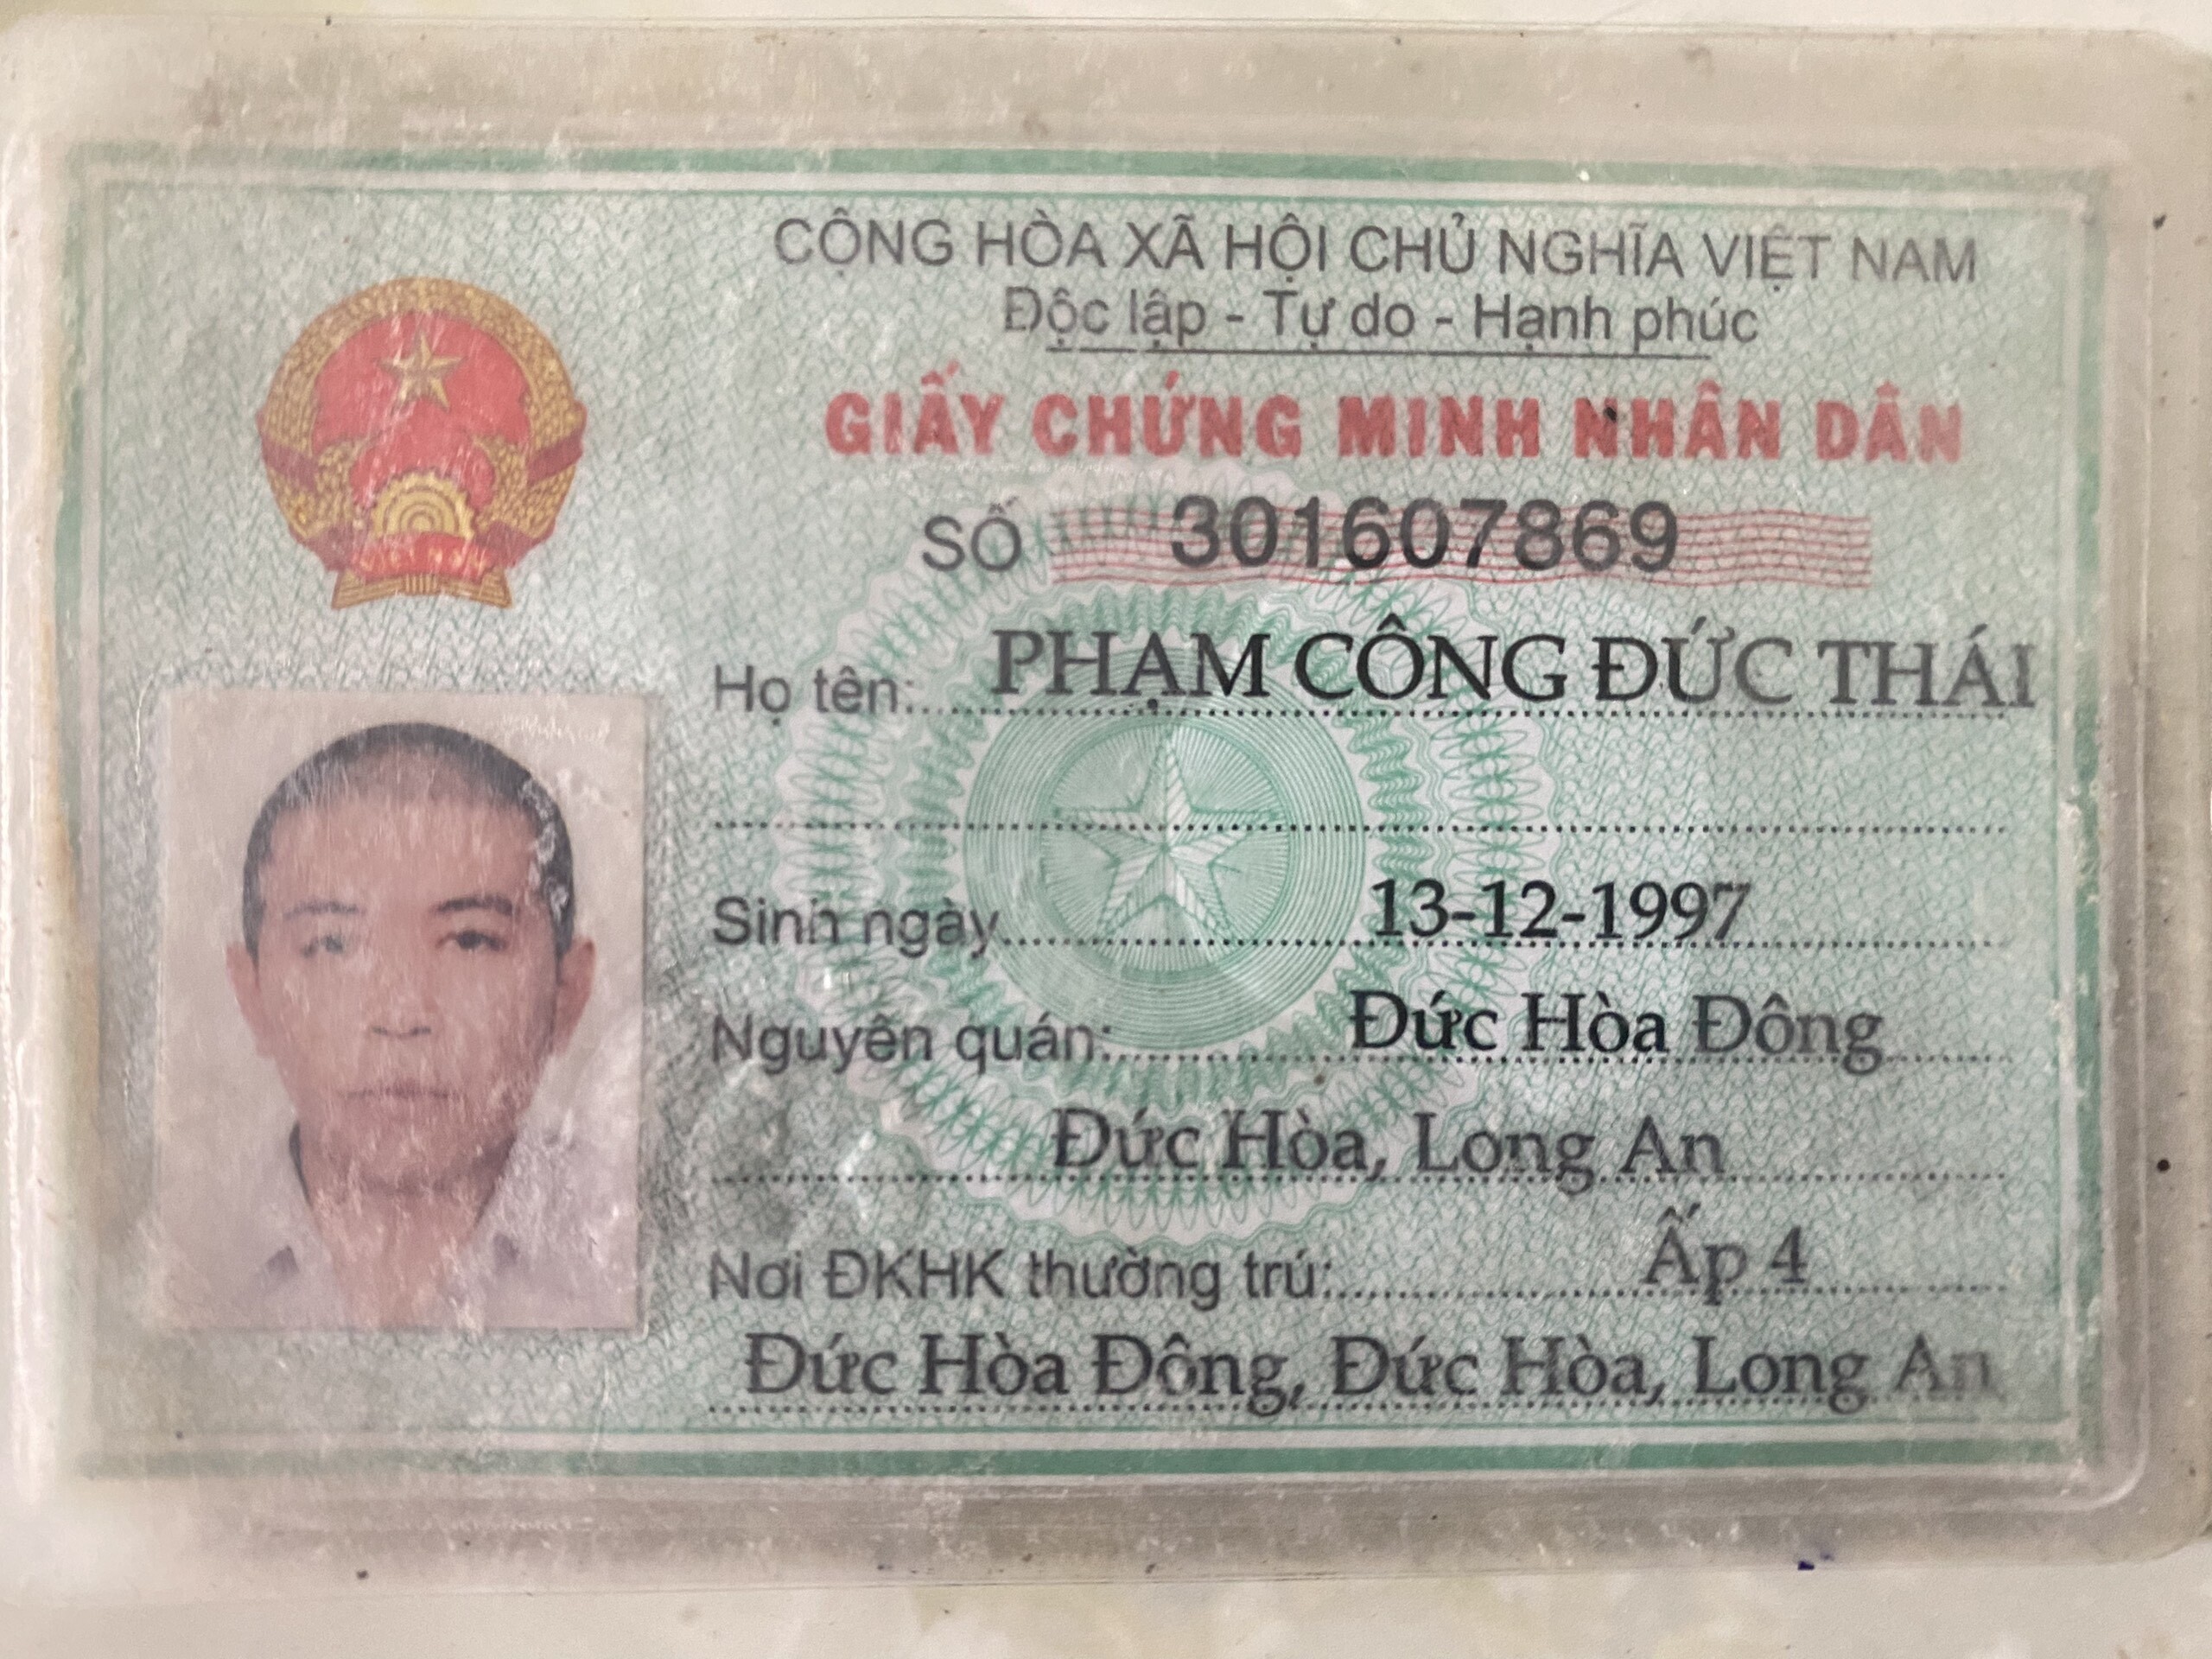 CỘNG HÒA XÃ HỘI CHỦ NGHĨA VIỆT NAM
Độc lập - Tự do - Hạnh phúc
GIẤY CHỨNG MINH NHÂN DÂN
SỐ 301607869
Họ tên: PHẠM CÔNG ĐỨC THÁI
Sinh ngày 13-12-1997
Nguyên quán: Đức Hòa Đông
Đức Hòa, Long An
Nơi ĐKHK thường trú: Ấp 4
Đức Hòa Đông, Đức Hòa, Long An